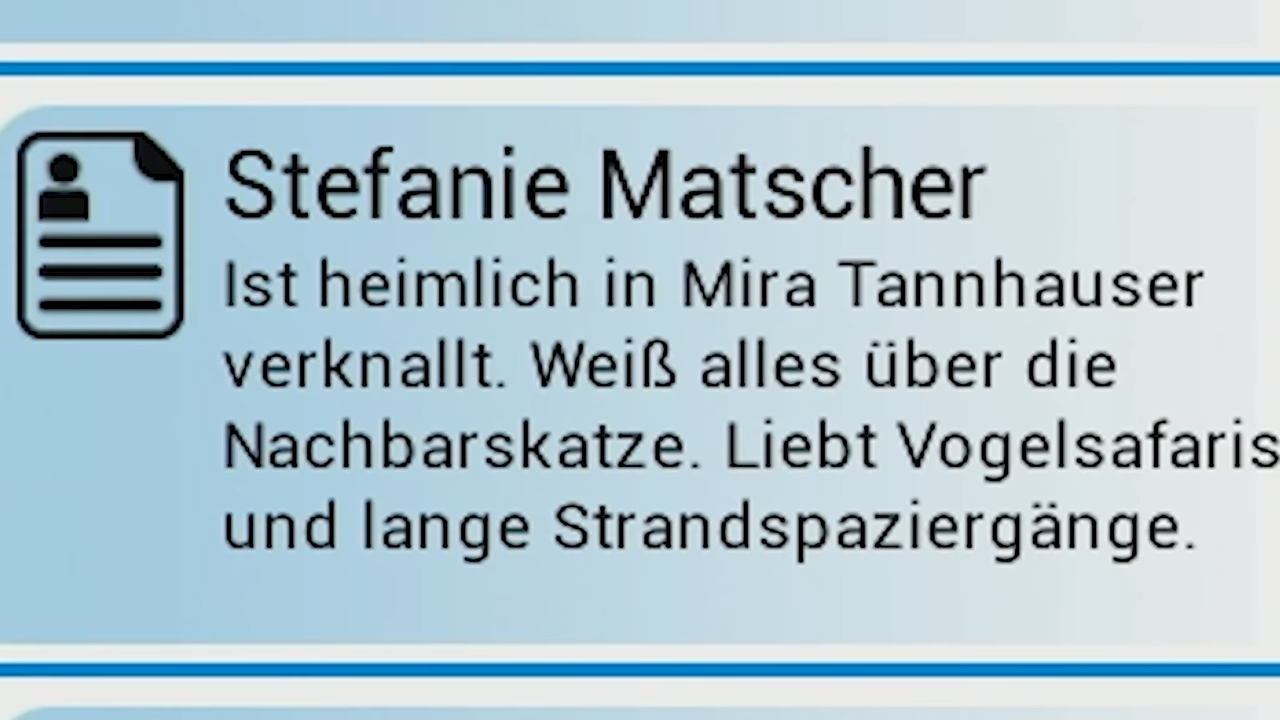 Stefanie Matscher
Ist heimlich in Mira Tannhauser
verknallt. Weiß alles über die
Nachbarskatze. Liebt Vogelsafaris
und lange Strandspaziergänge.